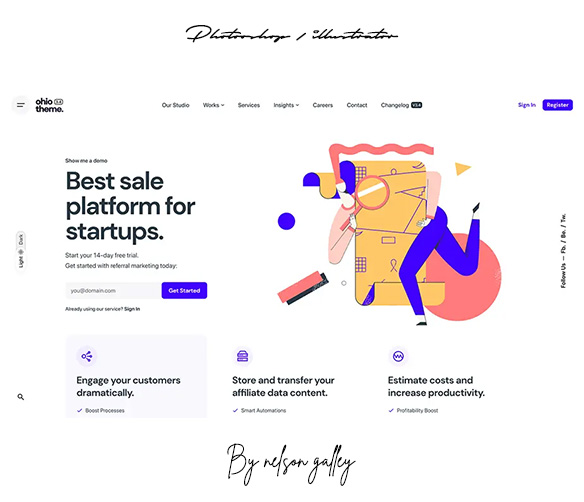 Photooshop / illustrator
ohio 3.0
theme.
Our Studio Works Services Insights Careers Contact Changelog V3.4
Sign In Register
Show me a demo
Best sale
platform for
startups.
Start your 14-day free trial.
Get started with referral marketing today:
you@domain.com Get Started
Already using our service? Sign In
Light Dark
Follow Us — Fb. / Be. / Tw.
Engage your customers
dramatically.
Boost Processes
Store and transfer your
affiliate data content.
Smart Automations
Estimate costs and
increase productivity.
Profitability Boost
By nelson galley